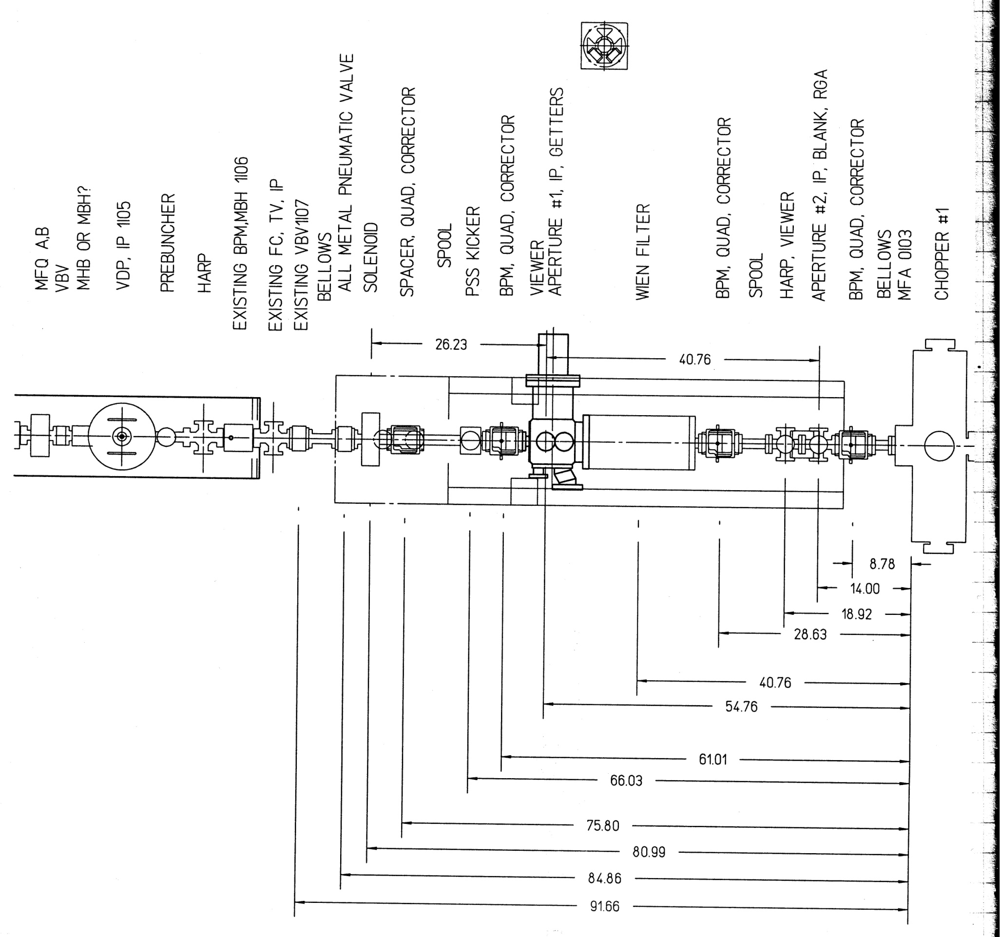 MFQ A,B
VBV
MHB OR MBH?
VDP, IP 1I05
PREBUNCHER
HARP
EXISTING BPM,MBH 1I06
EXISTING FC, TV, IP
EXISTING VBV1I07
BELLOWS
ALL METAL PNEUMATIC VALVE
SOLENOID
SPACER, QUAD, CORRECTOR
SPOOL
PSS KICKER
BPM, QUAD, CORRECTOR
VIEWER
APERTURE #1, IP, GETTERS
WIEN FILTER
BPM, QUAD, CORRECTOR
SPOOL
HARP, VIEWER
APERTURE #2, IP, BLANK, RGA
BPM, QUAD, CORRECTOR
BELLOWS
MFA 0I03
CHOPPER #1
26.23
40.76
8.78
14.00
18.92
28.63
40.76
54.76
61.01
66.03
75.80
80.99
84.86
91.66